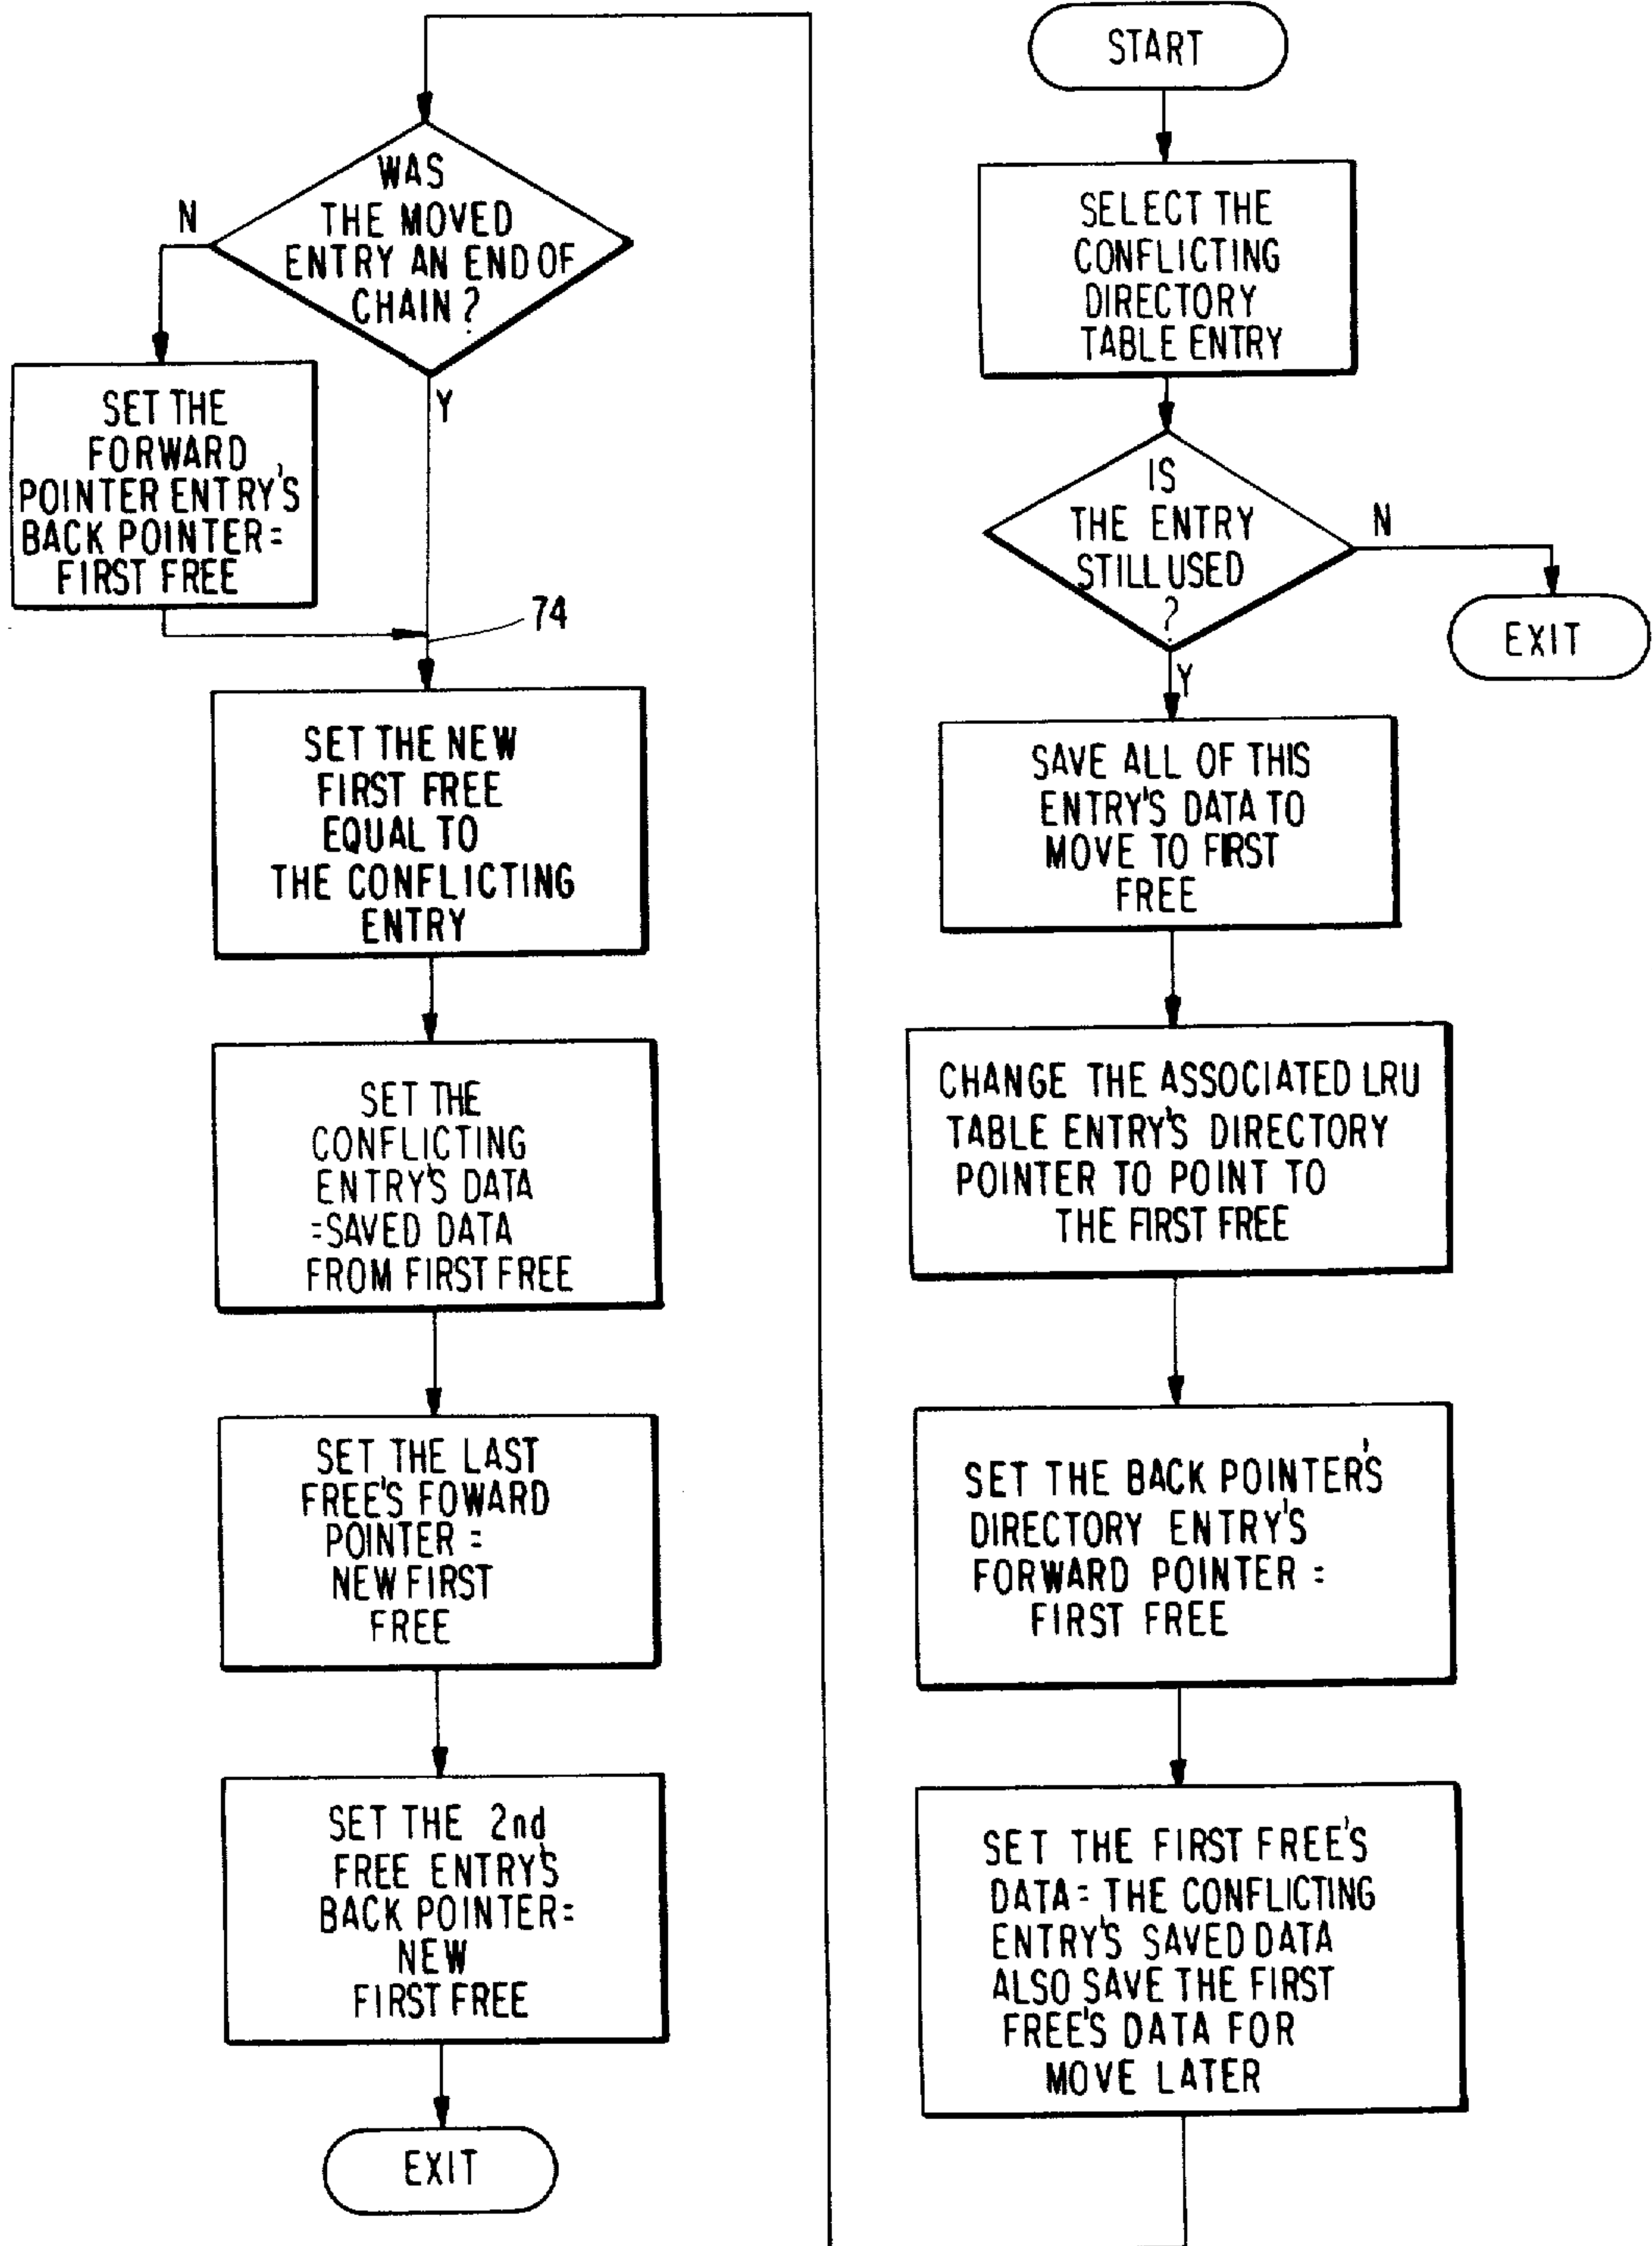 START
SELECT THE
CONFLICTING
DIRECTORY
TABLE ENTRY
IS
THE ENTRY
STILL USED
?
N
EXIT
Y
SAVE ALL OF THIS
ENTRY'S DATA TO
MOVE TO FIRST
FREE
CHANGE THE ASSOCIATED LRU
TABLE ENTRY'S DIRECTORY
POINTER TO POINT TO
THE FIRST FREE
SET THE BACK POINTER'S
DIRECTORY ENTRY'S
FORWARD POINTER =
FIRST FREE
SET THE FIRST FREE'S
DATA = THE CONFLICTING
ENTRY'S SAVED DATA
ALSO SAVE THE FIRST
FREE'S DATA FOR
MOVE LATER
WAS
THE MOVED
ENTRY AN END OF
CHAIN ?
N
Y
SET THE
FORWARD
POINTER ENTRY'S
BACK POINTER =
FIRST FREE
74
SET THE NEW
FIRST FREE
EQUAL TO
THE CONFLICTING
ENTRY
SET THE
CONFLICTING
ENTRY'S DATA
=SAVED DATA
FROM FIRST FREE
SET THE LAST
FREE'S FOWARD
POINTER =
NEW FIRST
FREE
SET THE 2nd
FREE ENTRY'S
BACK POINTER=
NEW
FIRST FREE
EXIT